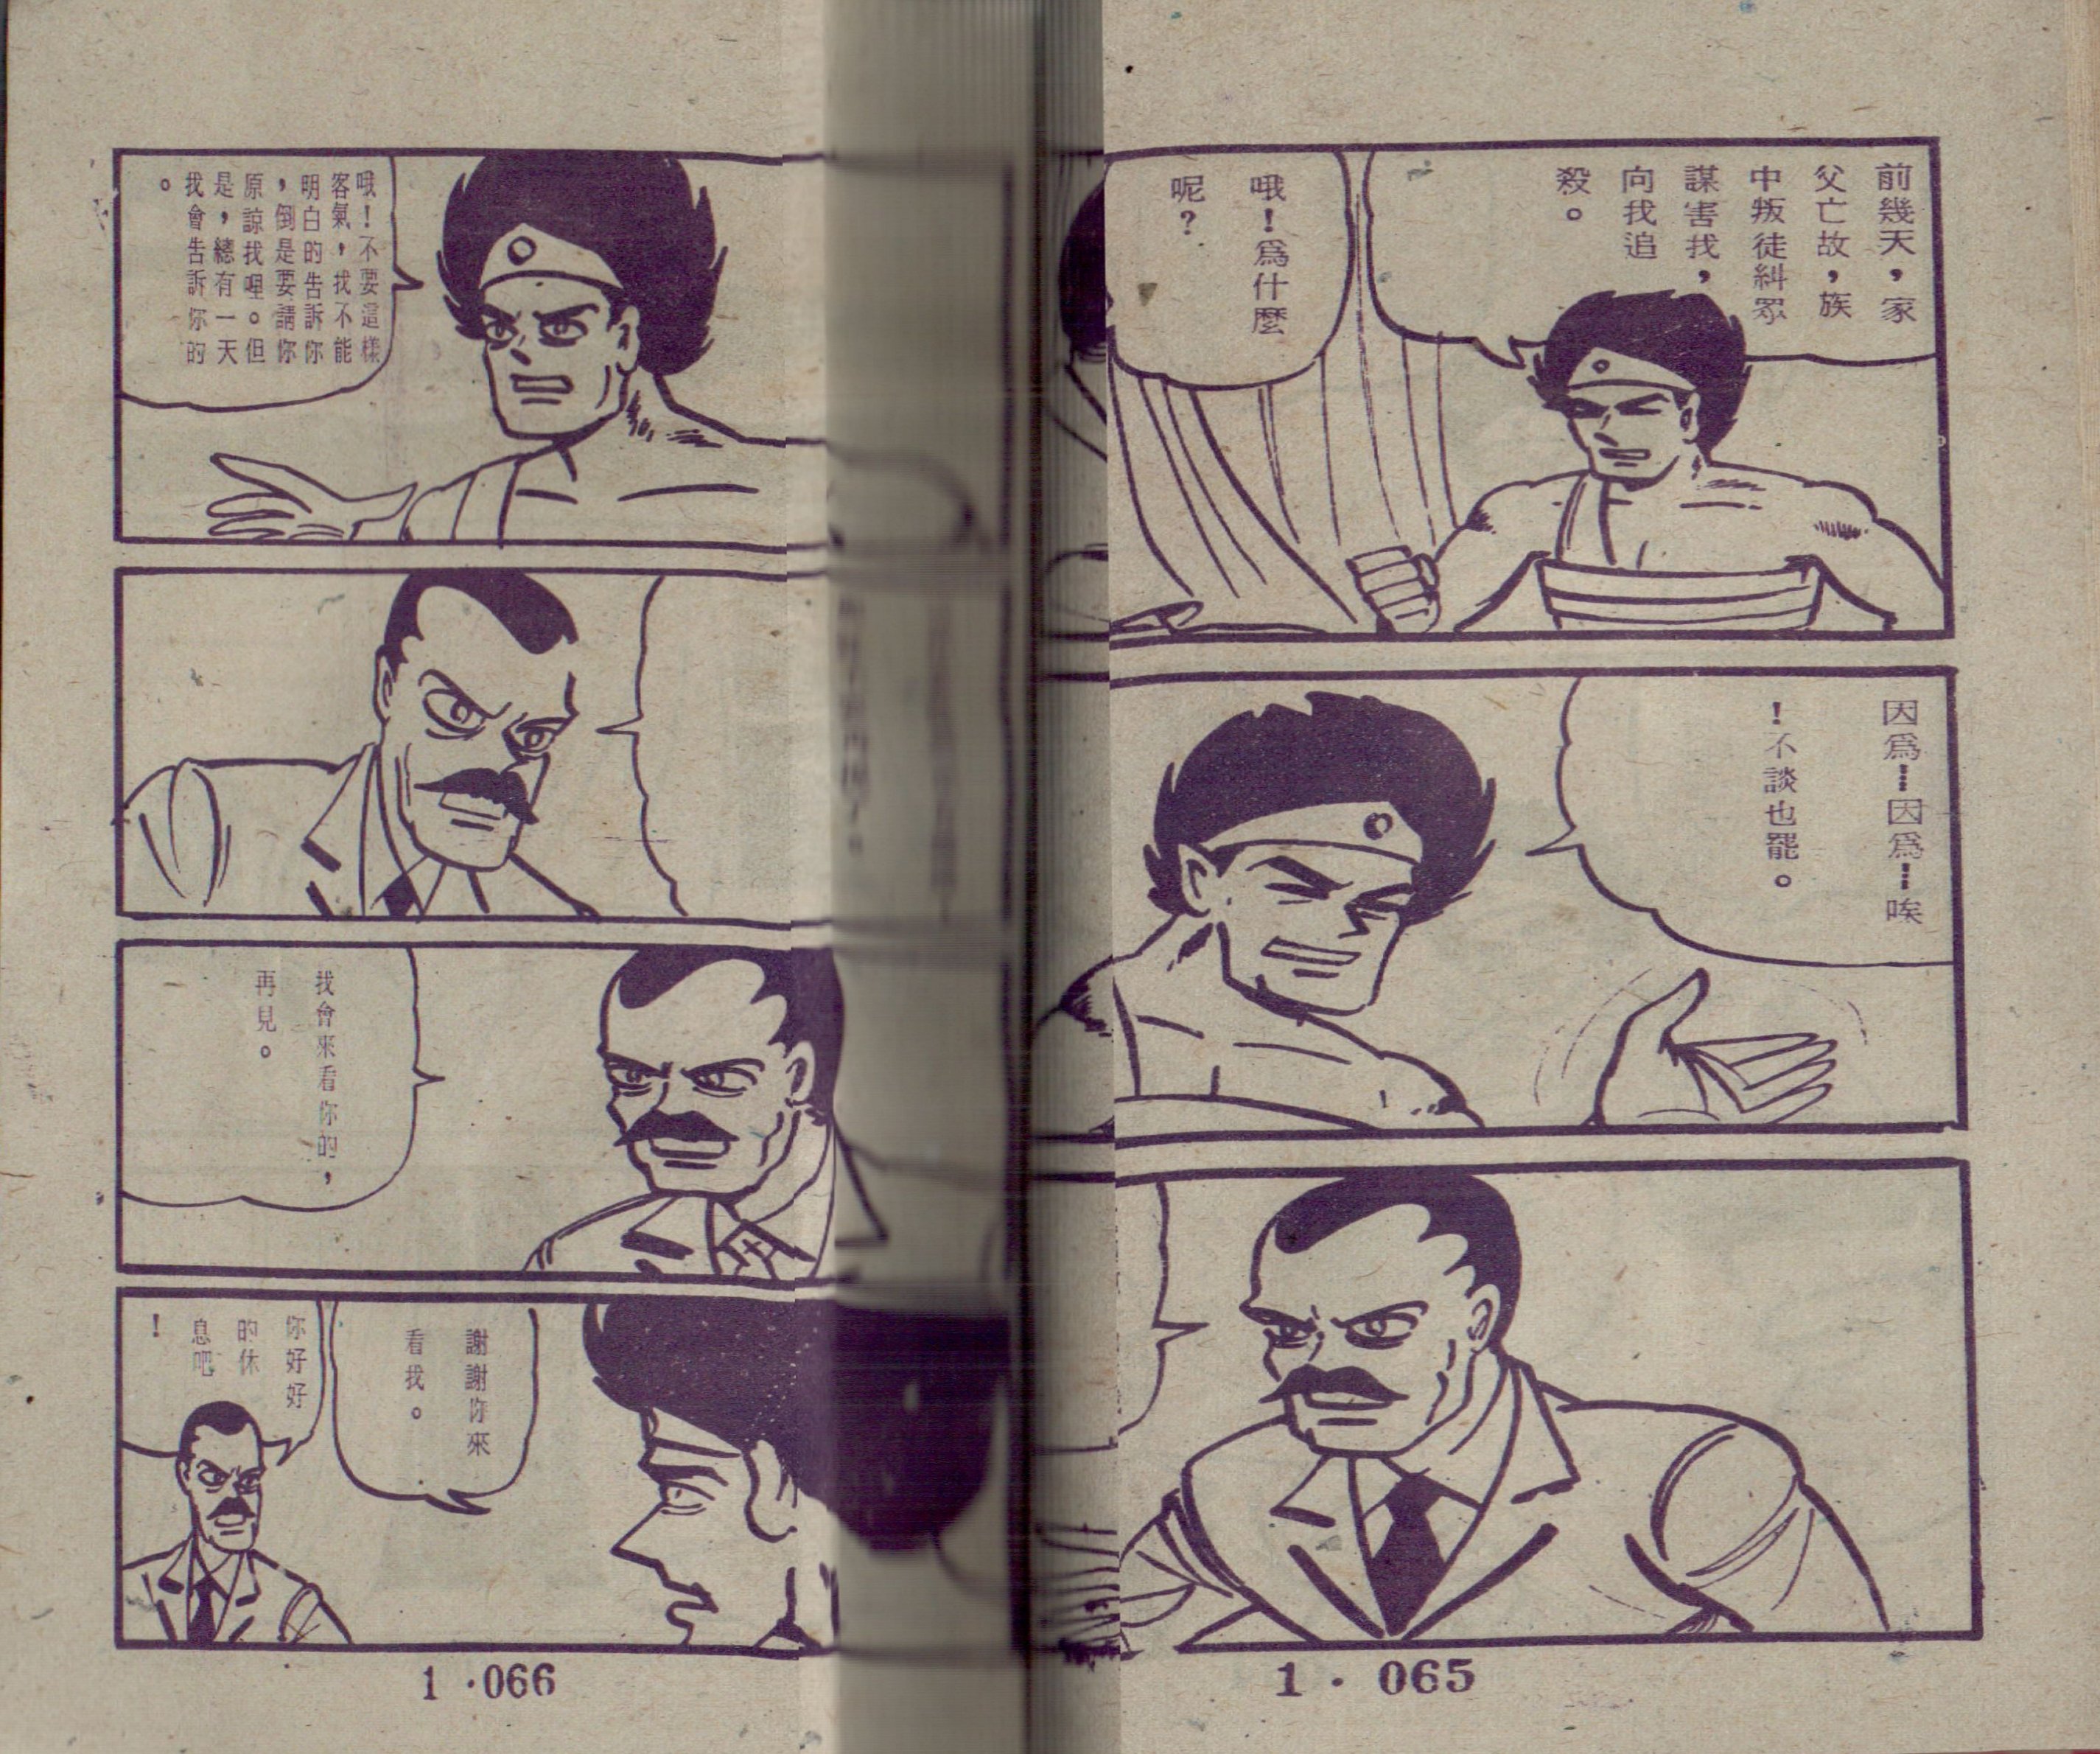 前幾天，家
父亡故，族
中叛徒糾眾
謀害我，
向我追
殺。
哦！爲什麼
呢？
因爲┇因爲┇唉
！不談也罷。
1·065
哦！不要這樣
客氣，我不能
明白的告訴你
，倒是要請你
原諒我哩。但
是，總有一天
我會告訴你的
。
我會來看你的，
再見。
謝謝你來
看我。
你好好
的休
息吧
！
1·066